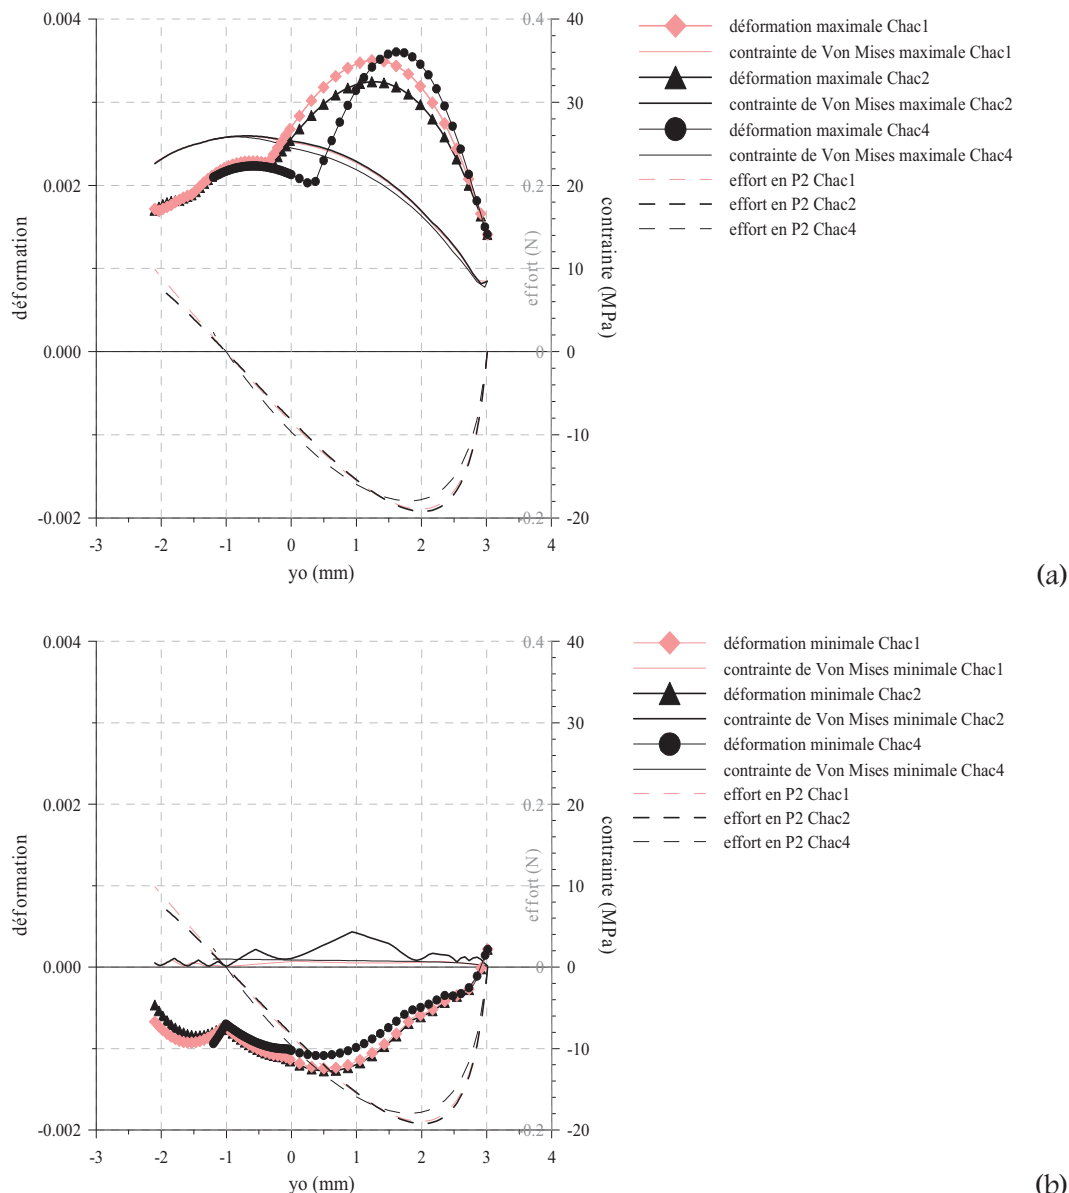 0.004
0.002
0.000
-0.002
déformation
-3 -2 -1 0 1 2 3 4
yo (mm)
0.4
0.2
0
0.2
effort (N)
40
30
20
10
0
-10
-20
contrainte (MPa)
déformation maximale Chac1
contrainte de Von Mises maximale Chac1
déformation maximale Chac2
contrainte de Von Mises maximale Chac2
déformation maximale Chac4
contrainte de Von Mises maximale Chac4
effort en P2 Chac1
effort en P2 Chac2
effort en P2 Chac4
(a)
0.004
0.002
0.000
-0.002
déformation
-3 -2 -1 0 1 2 3 4
yo (mm)
0.4
0.2
0
0.2
effort (N)
40
30
20
10
0
-10
-20
contrainte (MPa)
déformation minimale Chac1
contrainte de Von Mises minimale Chac1
déformation minimale Chac2
contrainte de Von Mises minimale Chac2
déformation minimale Chac4
contrainte de Von Mises minimale Chac4
effort en P2 Chac1
effort en P2 Chac2
effort en P2 Chac4
(b)